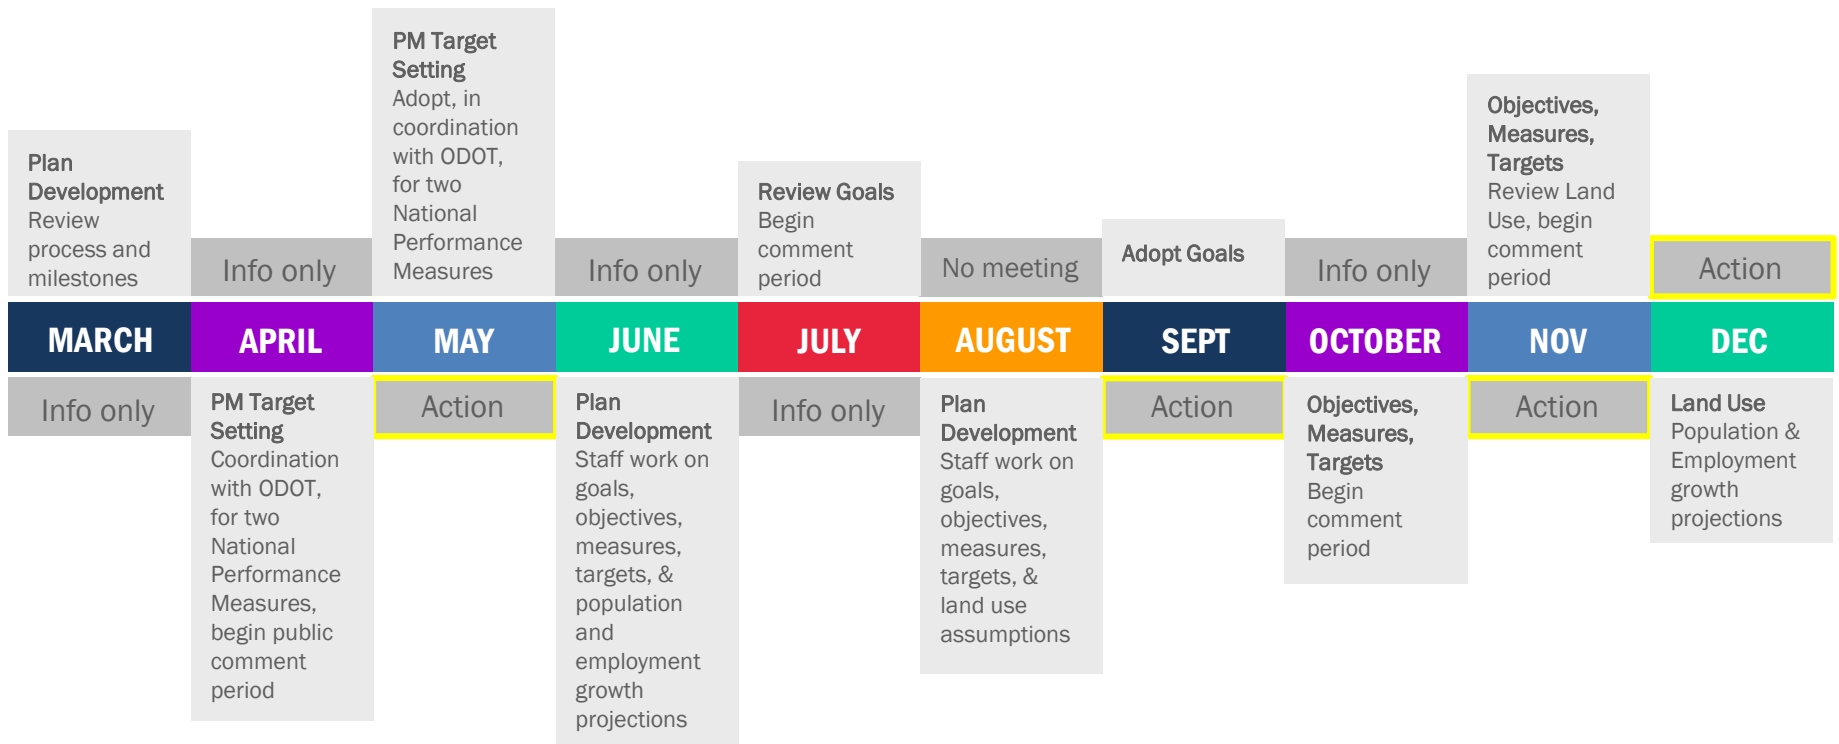 Plan
Development
Review
process and
milestones
Info only
PM Target
Setting
Adopt, in
coordination
with ODOT,
for two
National
Performance
Measures
Info only
Review Goals
Begin
comment
period
No meeting
Adopt Goals
Info only
Objectives,
Measures,
Targets
Review Land
Use, begin
comment
period
Action
MARCH
APRIL
MAY
JUNE
JULY
AUGUST
SEPT
OCTOBER
NOV
DEC
Info only
PM Target
Setting
Coordination
with ODOT,
for two
National
Performance
Measures,
begin public
comment
period
Action
Plan
Development
Staff work on
goals,
objectives,
measures,
targets, &
population
and
employment
growth
projections
Info only
Plan
Development
Staff work on
goals,
objectives,
measures,
targets, &
land use
assumptions
Action
Objectives,
Measures,
Targets
Begin
comment
period
Action
Land Use
Population &
Employment
growth
projections